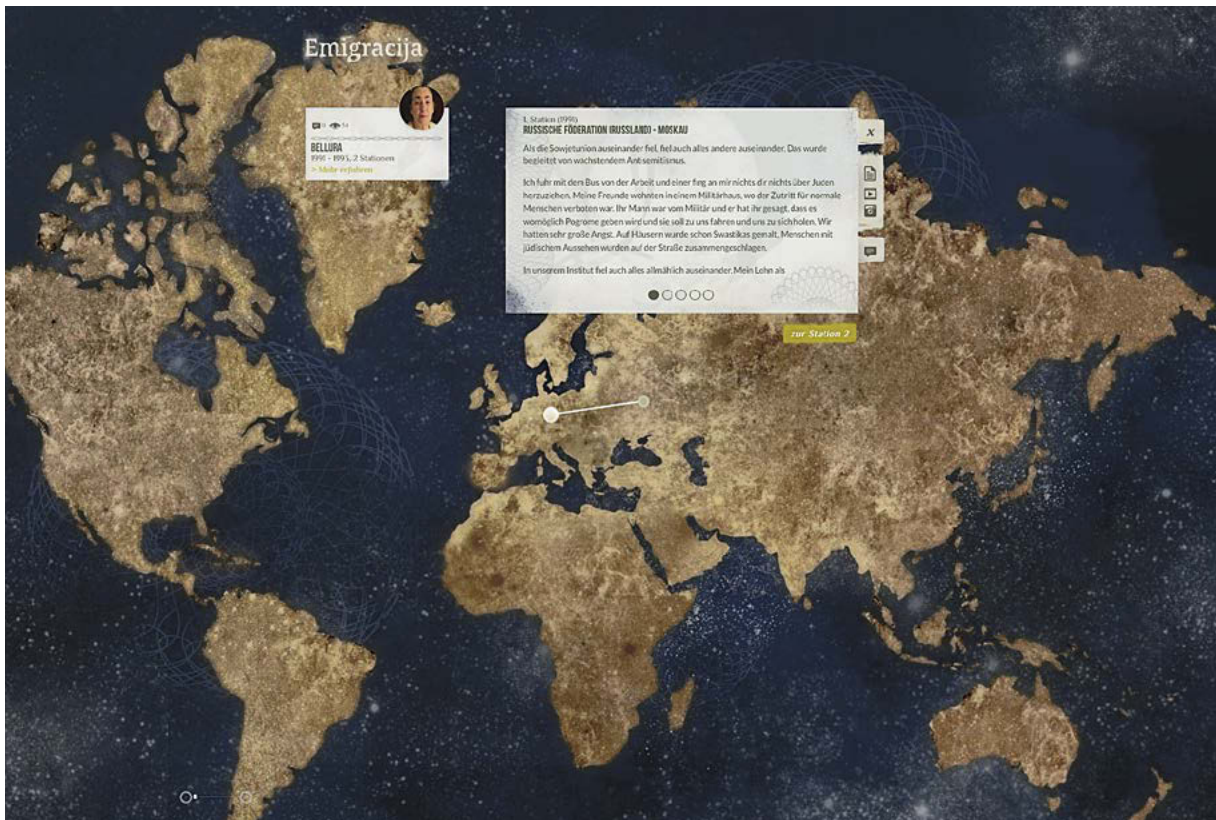 Emigracija
54
BELLURA
1991 - 1993, 2 Stationen
> Mehr erfahren
1. Station (1991)
RUSSISCHE FÖDERATION (RUSSLAND) - MOSKAU
Als die Sowjetunion auseinander fiel, fiel auch alles andere auseinander. Das wurde
begleitet von wachstendem Antisemitismus.
Ich fuhr mit dem Bus von der Arbeit und einer fing an mir nichts dir nichts über Juden
herzuziehen. Meine Freunde wohnten in einem Militärhaus, wo der Zutritt für normale
Menschen verboten war. Ihr Mann war vom Militär und er hat ihr gesagt, dass es
womöglich Pogrome geben wird und sie soll zu uns fahren und uns zu sich holen. Wir
hatten sehr große Angst. Auf Häusern wurde schon Swastikas gemalt, Menschen mit
jüdischem Aussehen wurden auf der Straße zusammengeschlagen.
In unserem Institut fiel auch alles allmählich auseinander. Mein Lohn als
x
zur Station 2